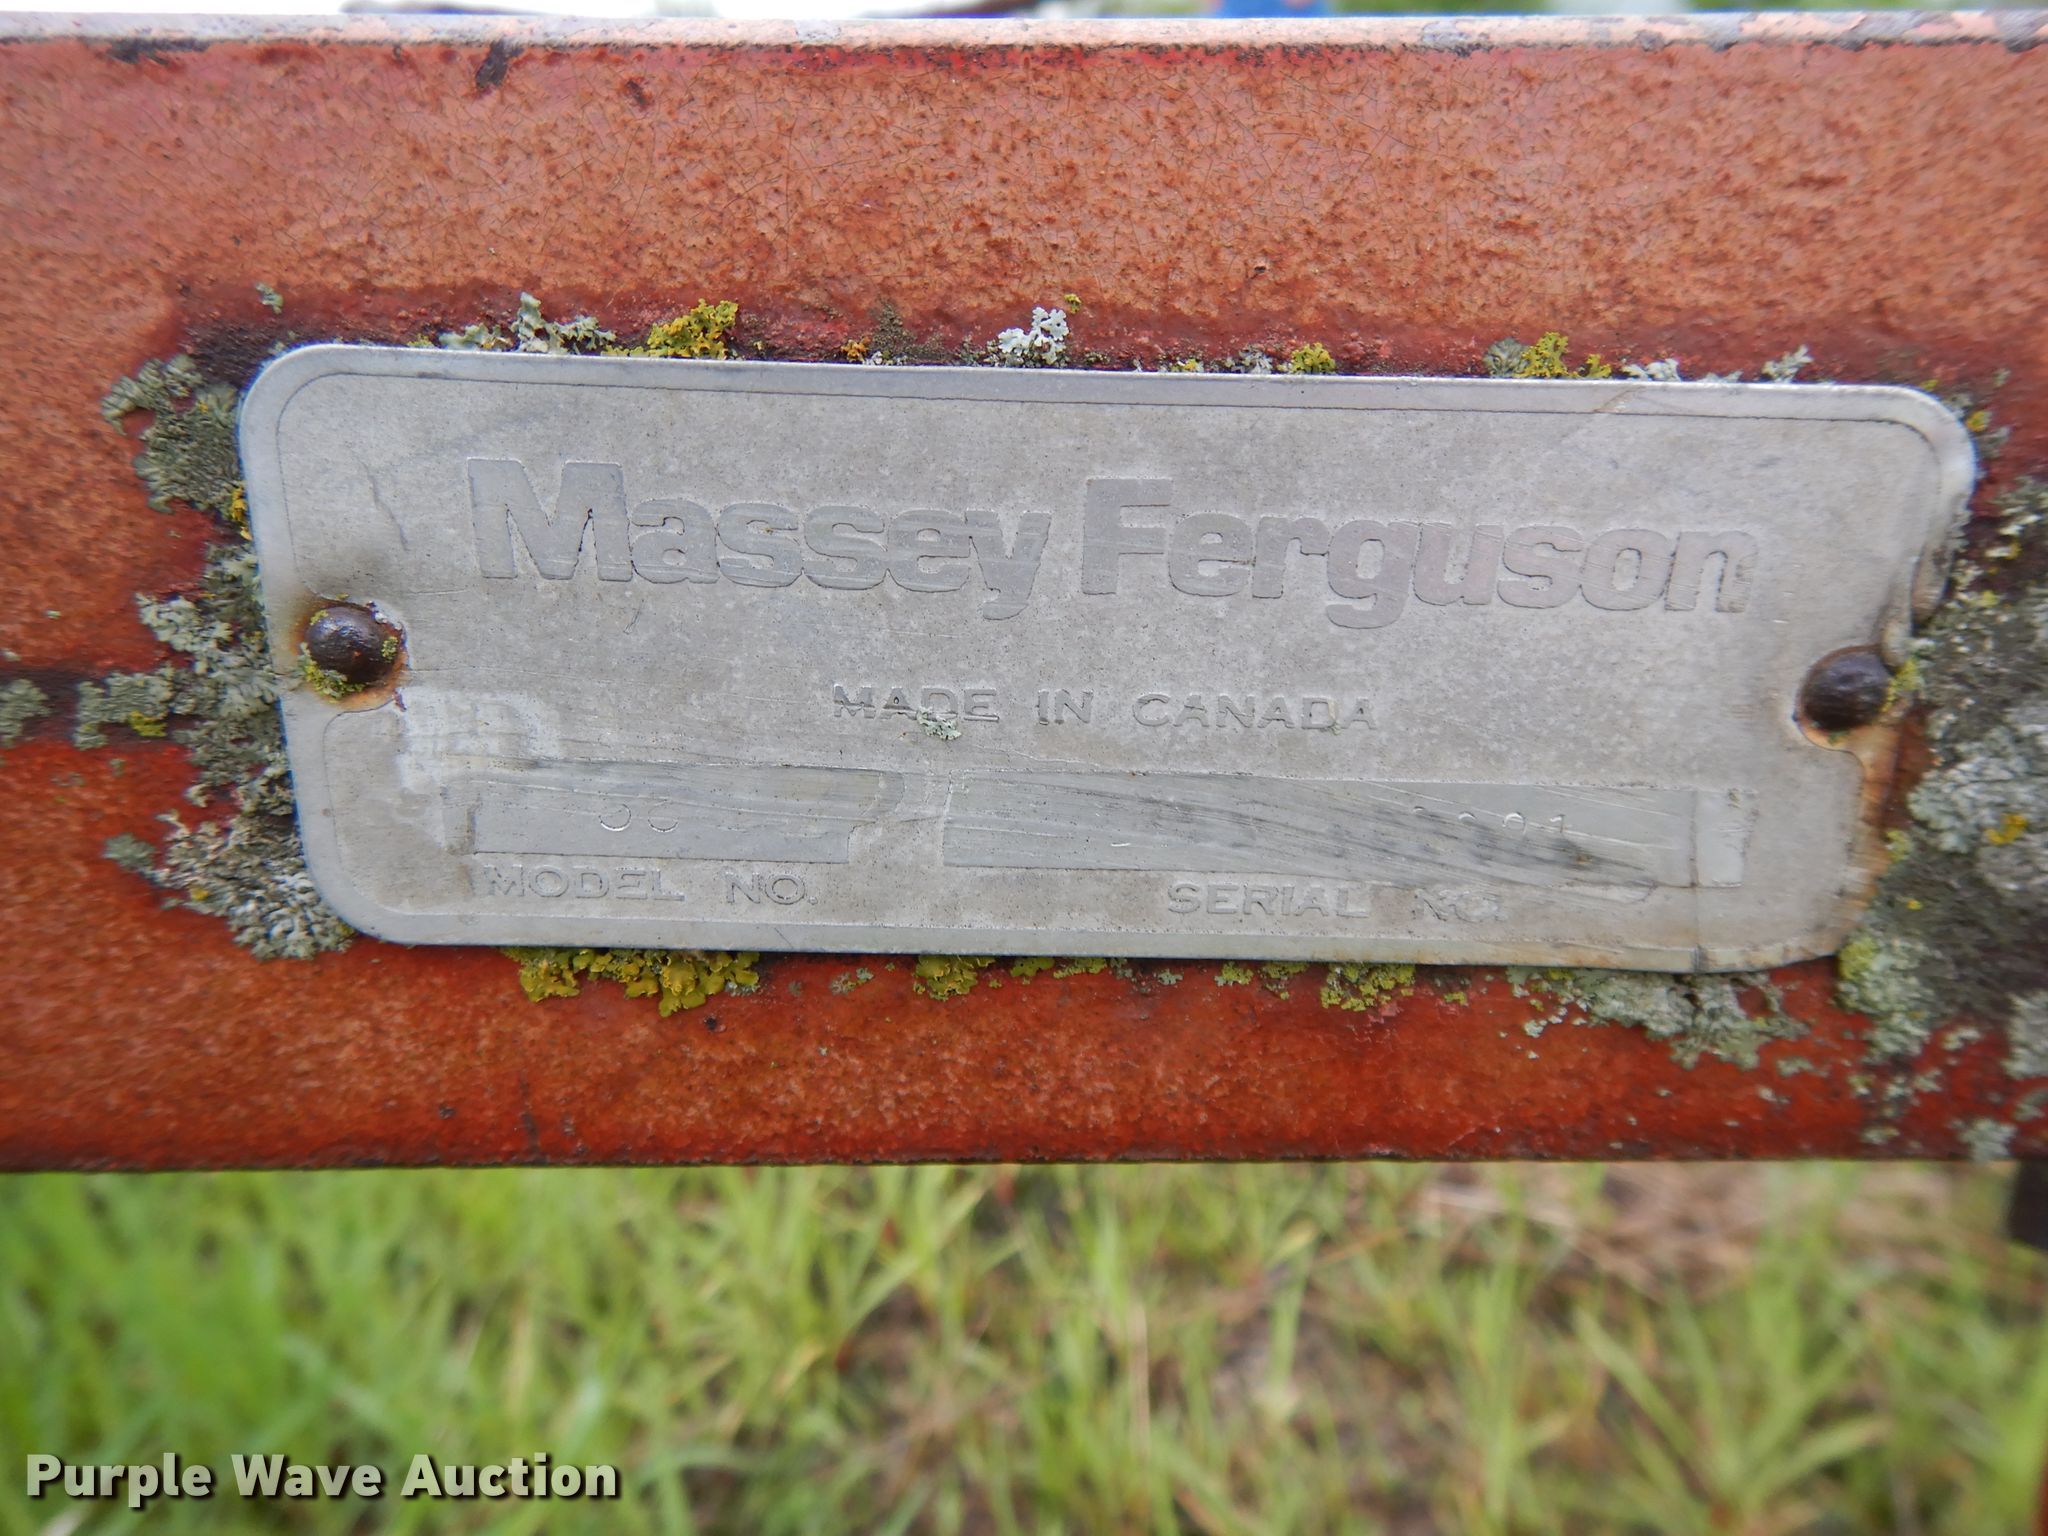 Massey Ferguson
MADE IN CANADA
MODEL NO.
SERIAL NO.
Purple Wave Auction